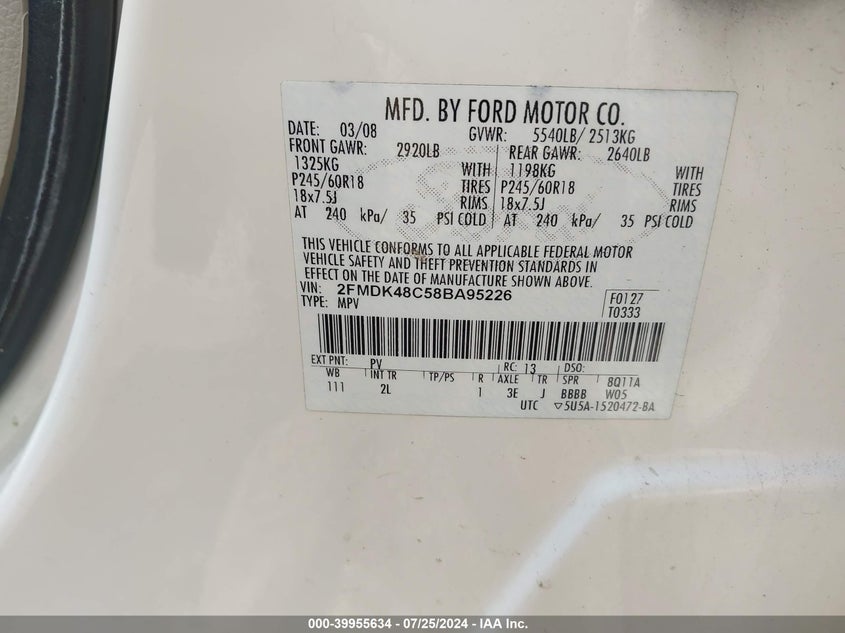 MFD. BY FORD MOTOR CO.
DATE: 03/08 GVWR: 5540LB/ 2513KG
FRONT GAWR: 2920LB REAR GAWR: 2640LB
1325KG WITH 1198KG WITH
P245/60R18 TIRES P245/60R18 TIRES
18x7.5J RIMS 18x7.5J RIMS
AT 240 kPa/ 35 PSI COLD AT 240 kPa/ 35 PSI COLD
THIS VEHICLE CONFORMS TO ALL APPLICABLE FEDERAL MOTOR
VEHICLE SAFETY AND THEFT PREVENTION STANDARDS IN
EFFECT ON THE DATE OF MANUFACTURE SHOWN ABOVE.
VIN: 2FMDK48C58BA95226 F0127
TYPE: MPV T0333
EXT PNT: PV RC: 13 DSO:
WB INT TR TP/PS R AXLE TR SPR 8Q11A
111 2L 1 3E J BBBB W05
UTC ▽5U5A-1520472-BA
000-39955634 / 07/25/2024 - IAA Inc.